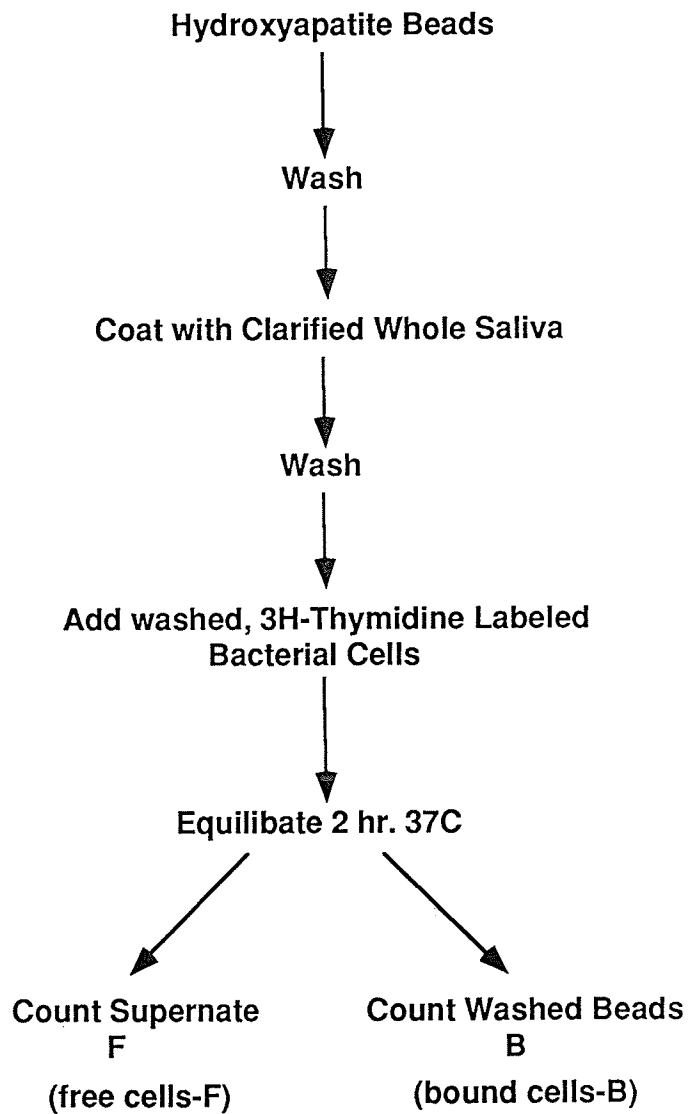 Hydroxyapatite Beads
Wash
Coat with Clarified Whole Saliva
Wash
Add washed, 3H-Thymidine Labeled
Bacterial Cells
Equilibate 2 hr. 37C
Count Supernate
F
(free cells-F)
Count Washed Beads
B
(bound cells-B)